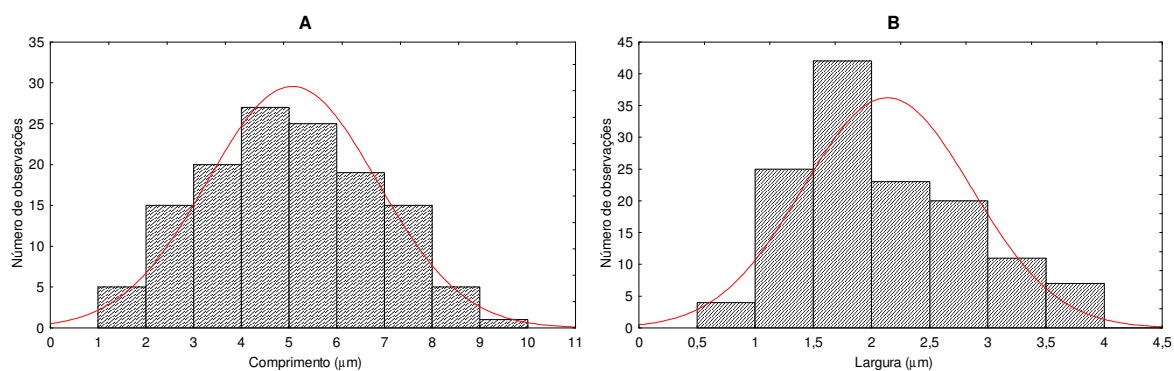 A
35
30
25
20
15
10
5
0
Número de observações
0 1 2 3 4 5 6 7 8 9 10 11
Comprimento (μm)
B
45
40
35
30
25
20
15
10
5
0
Número de observações
0 0,5 1 1,5 2 2,5 3 3,5 4 4,5
Largura (μm)